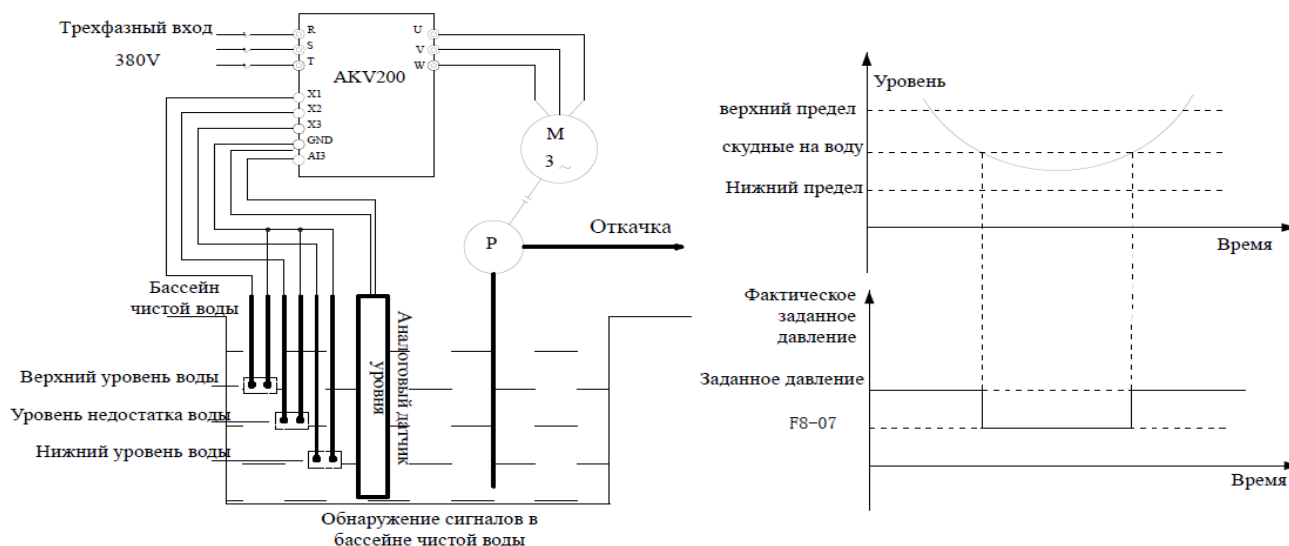 Трехфазный вход
380V
R
S
T
X1
X2
X3
GND
AI3
AKV200
U
V
W
M
3 ~
P
Откачка
Бассейн
чистой воды
Верхний уровень воды
Уровень недостатка воды
Нижний уровень воды
Аналоговый датчик
уровня
Обнаружение сигналов в
бассейне чистой воды
Уровень
верхний предел
скудные на воду
Нижний предел
Время
Фактическое
заданное
давление
Заданное давление
F8-07
Время